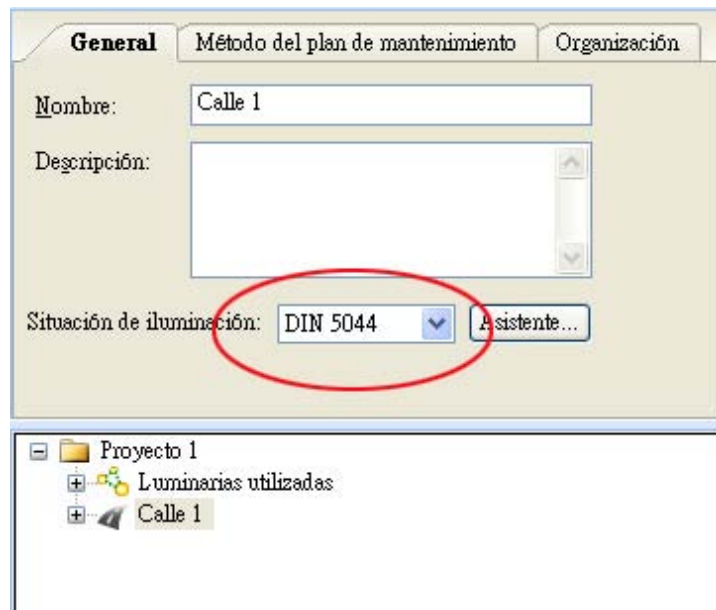 General Método del plan de mantenimiento Organización
Nombre: Calle 1
Descripción:
Situación de iluminación: DIN 5044 Asistente...
Proyecto 1
Luminarias utilizadas
Calle 1